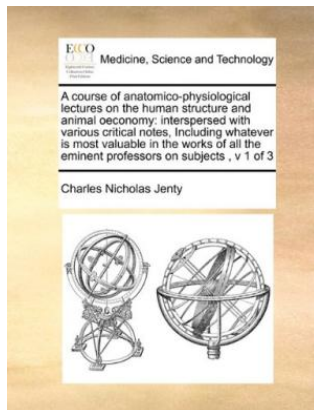 ECCO
Medicine, Science and Technology
A course of anatomico-physiological
lectures on the human structure and
animal oeconomy: interspersed with
various critical notes, Including whatever
is most valuable in the works of all the
eminent professors on subjects , v 1 of 3
Charles Nicholas Jenty